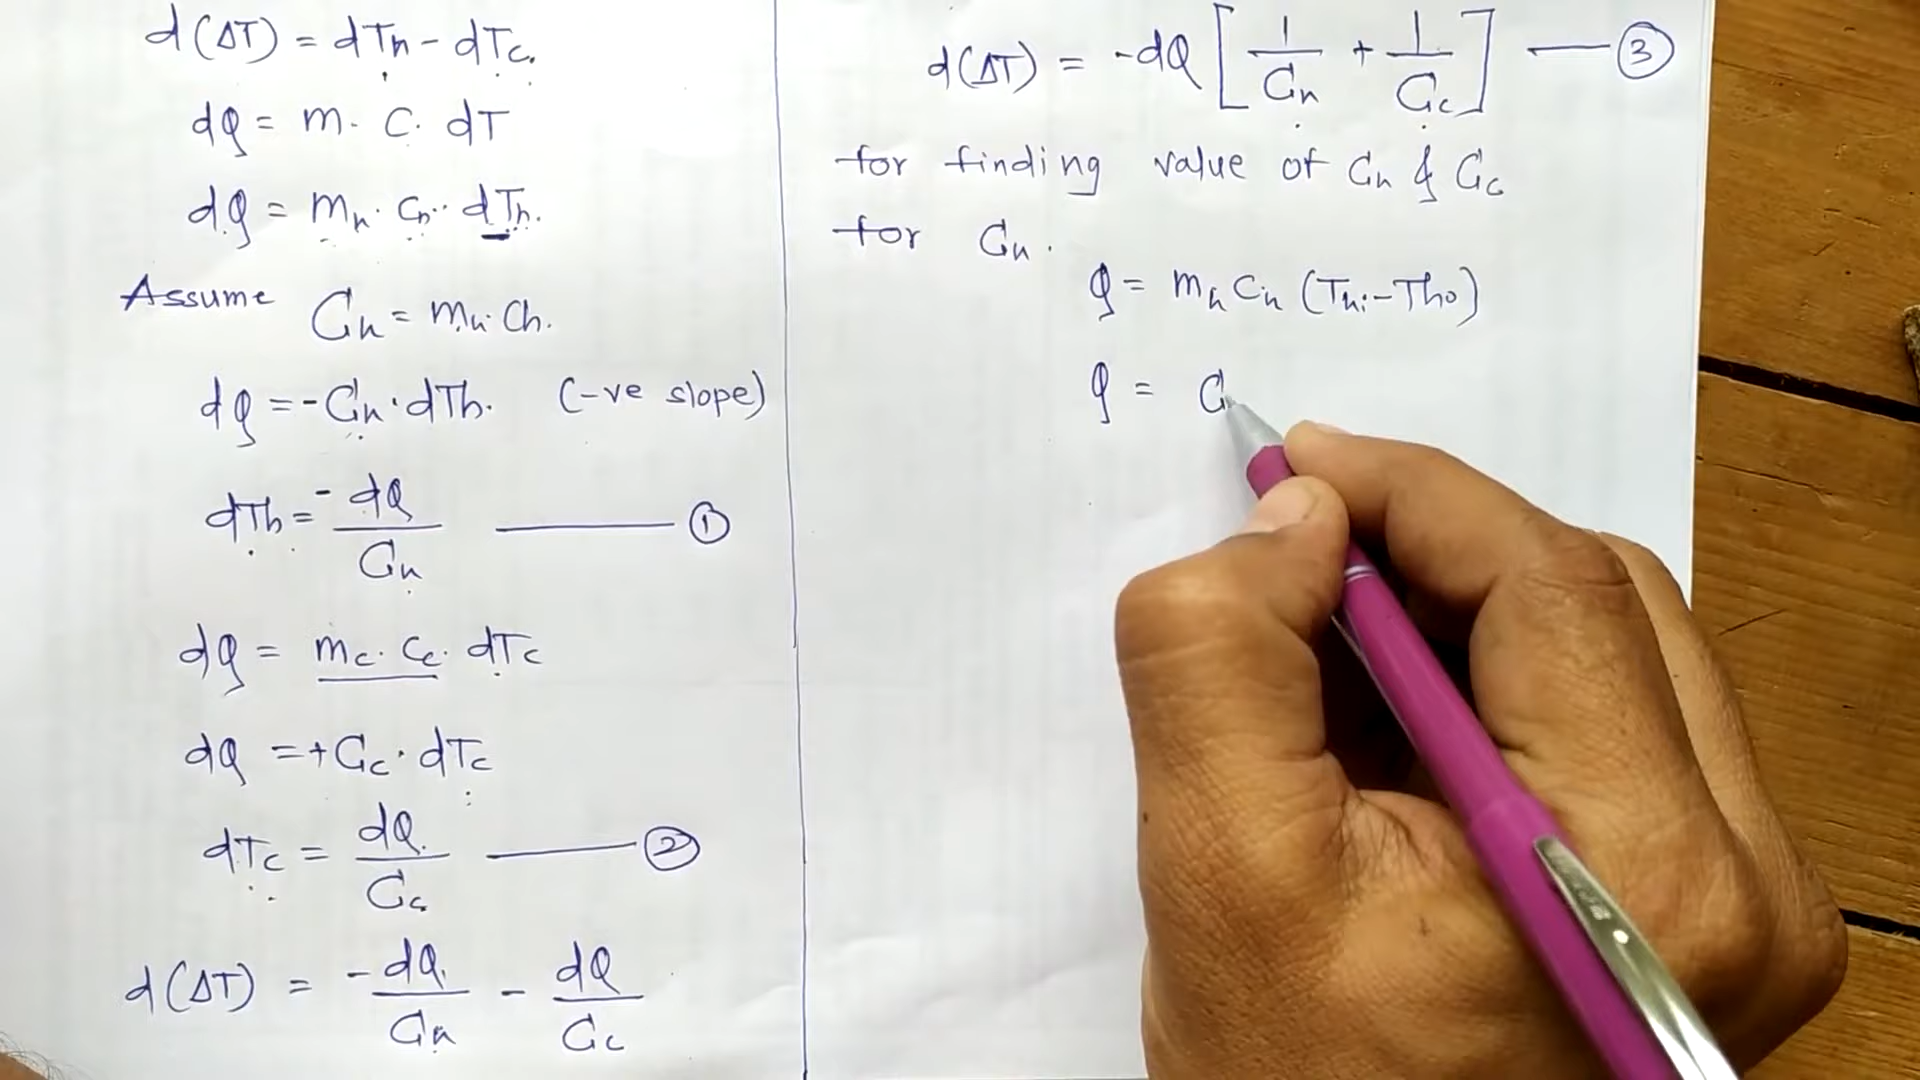 d(ΔT) = dTh - dTc.
dQ = m. C. dT
dQ = mh. Ch. dTh.
Assume Ch = mh. Ch.
dQ = -Ch. dTh. (-ve slope)
dTh = -dQ / Ch ——— ①
dQ = mc. Cc. dTc
dQ = +Cc. dTc
dTc = dQ. / Cc ——— ②
d(ΔT) = -dQ. / Ch - dQ / Cc
d(ΔT) = -dQ [1/Ch + 1/Cc] ——— ③
for finding value of Ch & Cc
for Ch.
Q = mh Ch (Thi - Tho)
Q = C